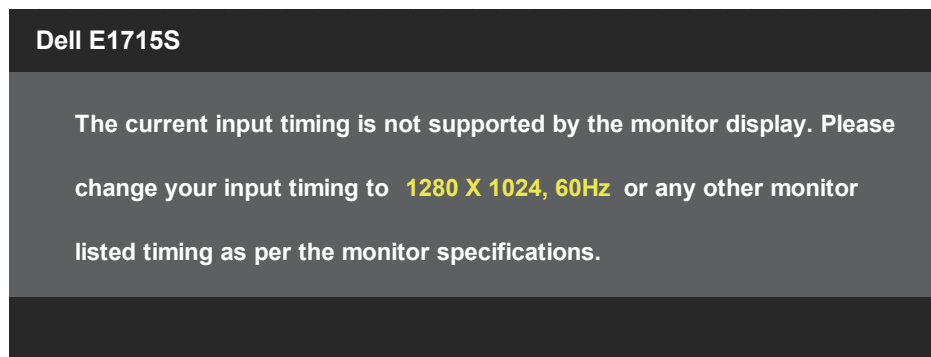 Dell E1715S
The current input timing is not supported by the monitor display. Please
change your input timing to 1280 X 1024, 60Hz or any other monitor
listed timing as per the monitor specifications.